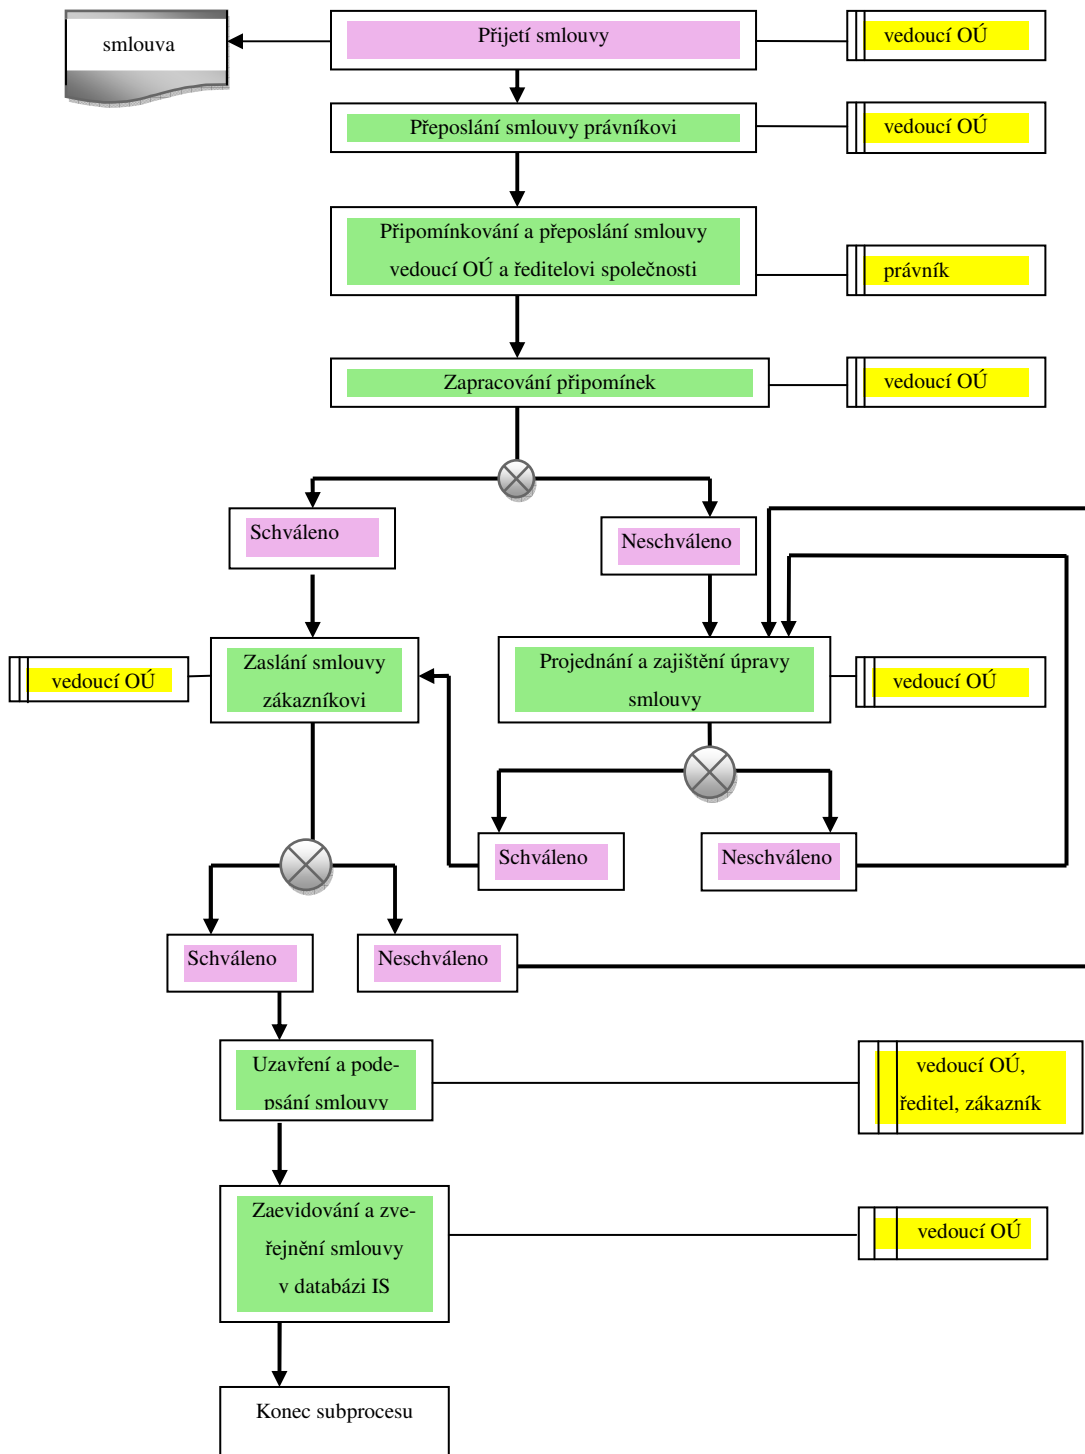 smlouva
Přijetí smlouvy
vedoucí OÚ
Přeposlání smlouvy právníkovi
vedoucí OÚ
Připomínkování a přeposlání smlouvy
vedoucí OÚ a ředitelovi společnosti
právník
Zapracování připomínek
vedoucí OÚ
Schváleno
Neschváleno
vedoucí OÚ
Zaslání smlouvy
zákazníkovi
Projednání a zajištění úpravy
smlouvy
vedoucí OÚ
Schváleno
Neschváleno
Schváleno
Neschváleno
Uzavření a pode-
psání smlouvy
vedoucí OÚ,
ředitel, zákazník
Zaevidování a zve-
řejnění smlouvy
v databázi IS
vedoucí OÚ
Konec subprocesu